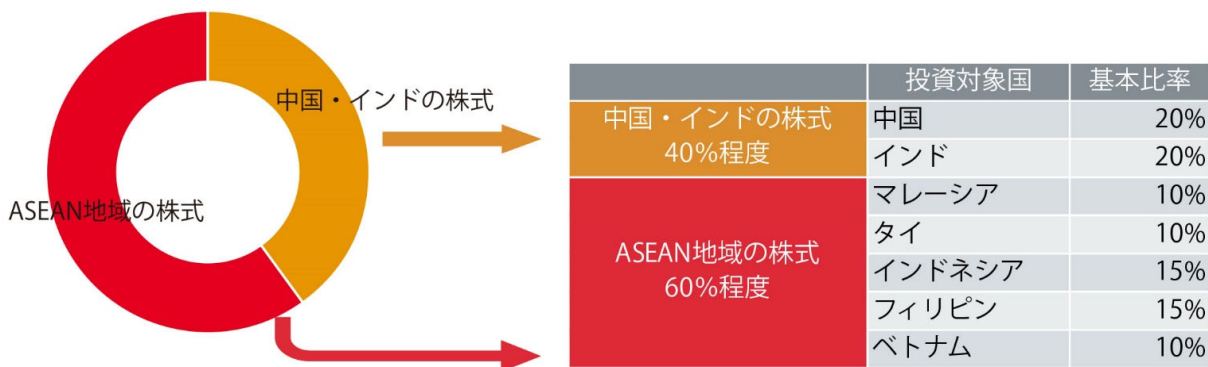 中国・インドの株式
ASEAN地域の株式
投資対象国 基本比率
中国・インドの株式
40%程度
中国 20%
インド 20%
ASEAN地域の株式
60%程度
マレーシア 10%
タイ 10%
インドネシア 15%
フィリピン 15%
ベトナム 10%